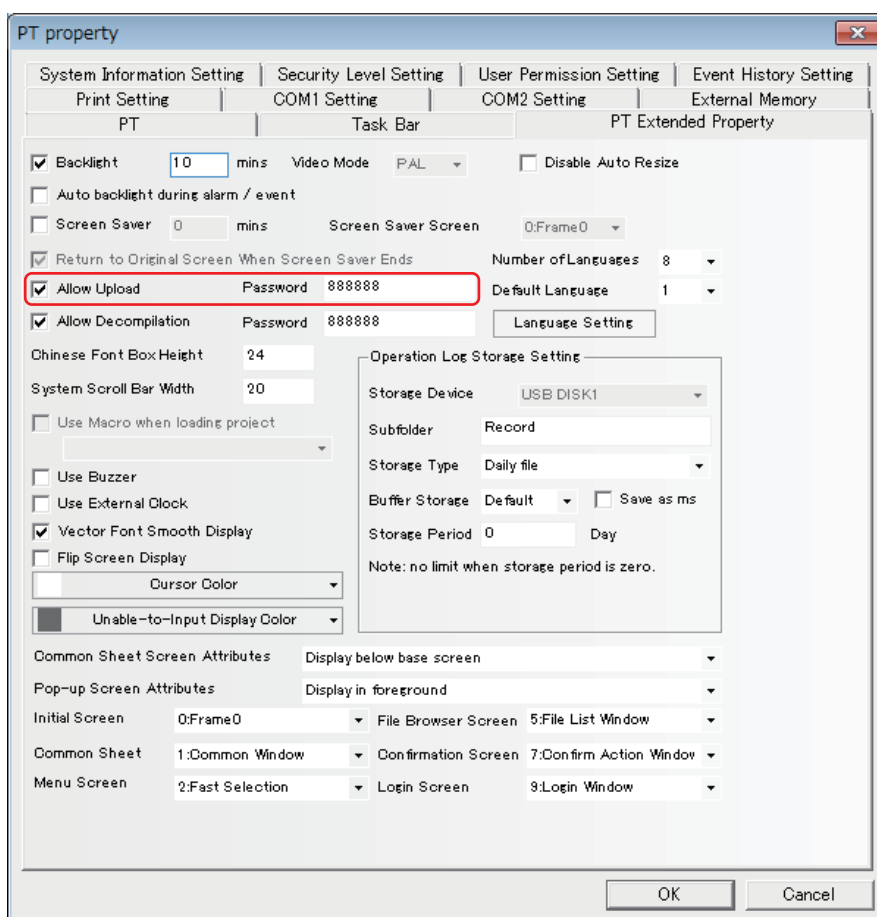 PT property
System Information Setting Security Level Setting User Permission Setting Event History Setting
Print Setting COM1 Setting COM2 Setting External Memory
PT Task Bar PT Extended Property
Backlight 10 mins Video Mode PAL Disable Auto Resize
Auto backlight during alarm / event
Screen Saver 0 mins Screen Saver Screen 0:Frame0
Return to Original Screen When Screen Saver Ends Number of Languages 8
Allow Upload Password 888888 Default Language 1
Allow Decompilation Password 888888 Language Setting
Chinese Font Box Height 24 Operation Log Storage Setting
System Scroll Bar Width 20 Storage Device USB DISK1
Use Macro when loading project Subfolder Record
Storage Type Daily file
Use Buzzer
Use External Clock Buffer Storage Default Save as ms
Vector Font Smooth Display Storage Period 0 Day
Flip Screen Display Note: no limit when storage period is zero.
Cursor Color
Unable-to-Input Display Color
Common Sheet Screen Attributes Display below base screen
Pop-up Screen Attributes Display in foreground
Initial Screen 0:Frame0 File Browser Screen 5:File List Window
Common Sheet 1:Common Window Confirmation Screen 7:Confirm Action Window
Menu Screen 2:Fast Selection Login Screen 9:Login Window
OK Cancel